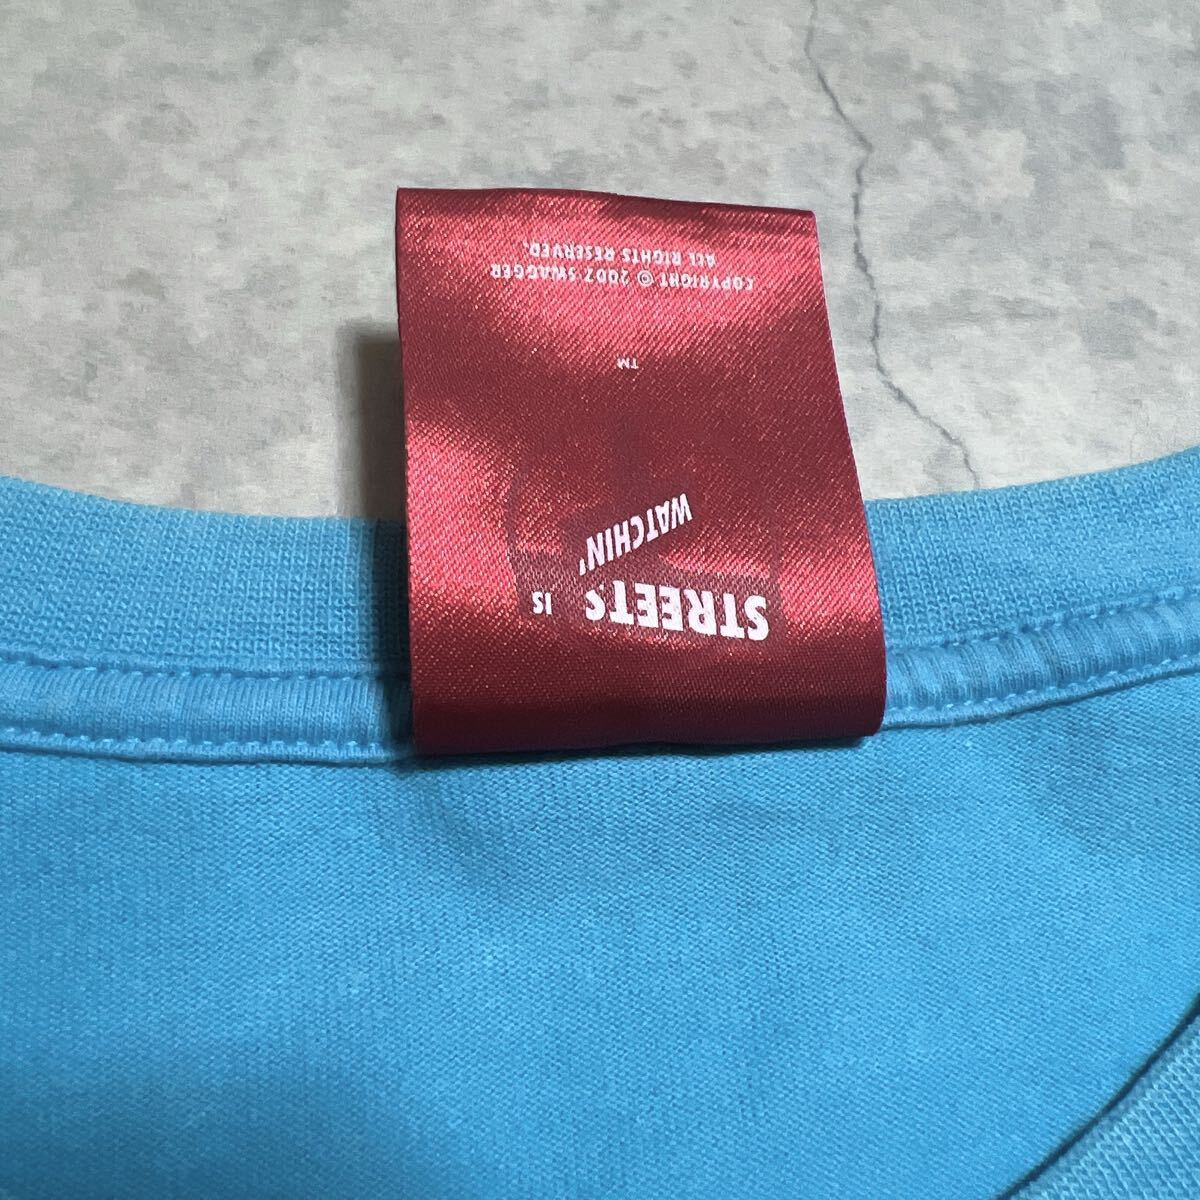 STREETS IS
WATCHIN'
TM
COPYRIGHT © 2007 SWAGGER
ALL RIGHTS RESERVED.